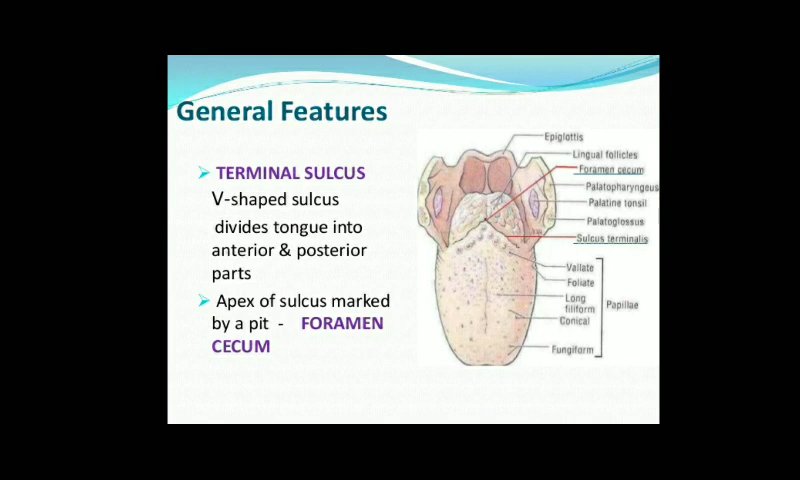 General Features
TERMINAL SULCUS
V-shaped sulcus
divides tongue into
anterior & posterior
parts
Apex of sulcus marked
by a pit - FORAMEN
CECUM
Epiglottis
Lingual follicles
Foramen cecum
Palatopharyngeus
Palatine tonsil
Palatoglossus
Sulcus terminalis
Vallate
Foliate
Long
filiform
Conical
Fungiform
Papillae